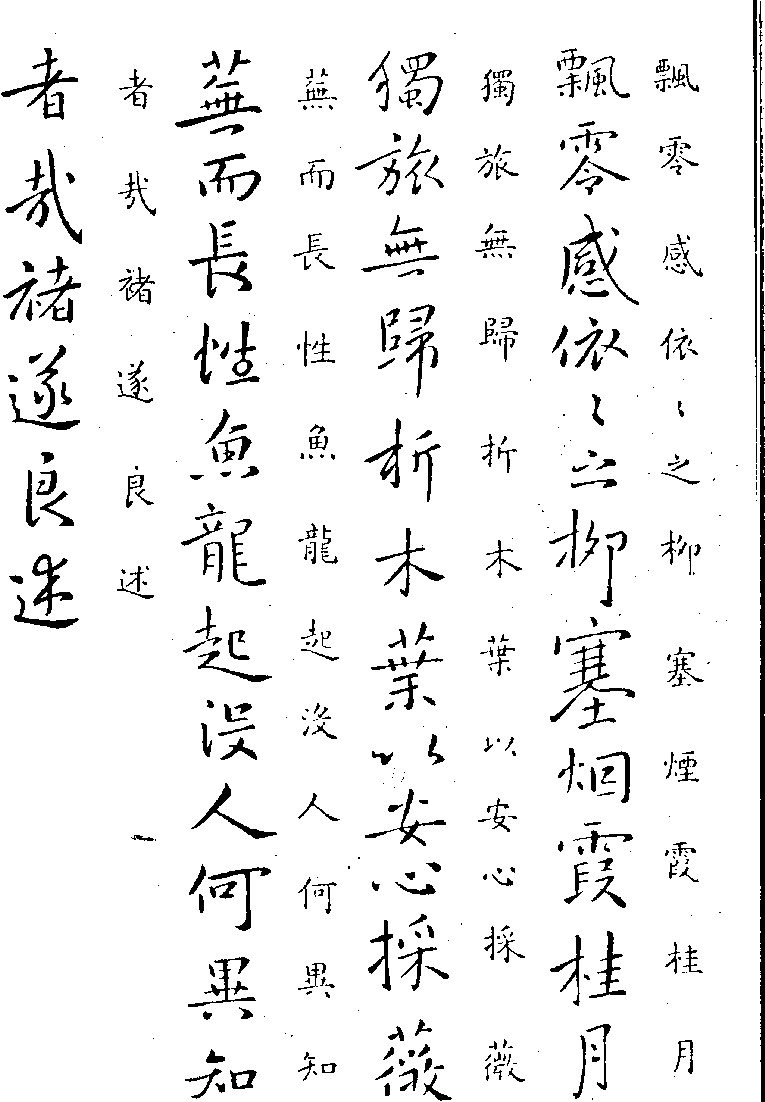 飄零感依〻之柳塞煙霞桂月
飄零感依〻之柳塞烟霞桂月
獨旅無歸折木葉以安心採薇
獨旅無歸折木葉以安心採薇
蕪而長性魚龍起沒人何異知
蕪而長性魚龍起沒人何異知
者哉褚遂良述
者哉褚遂良述